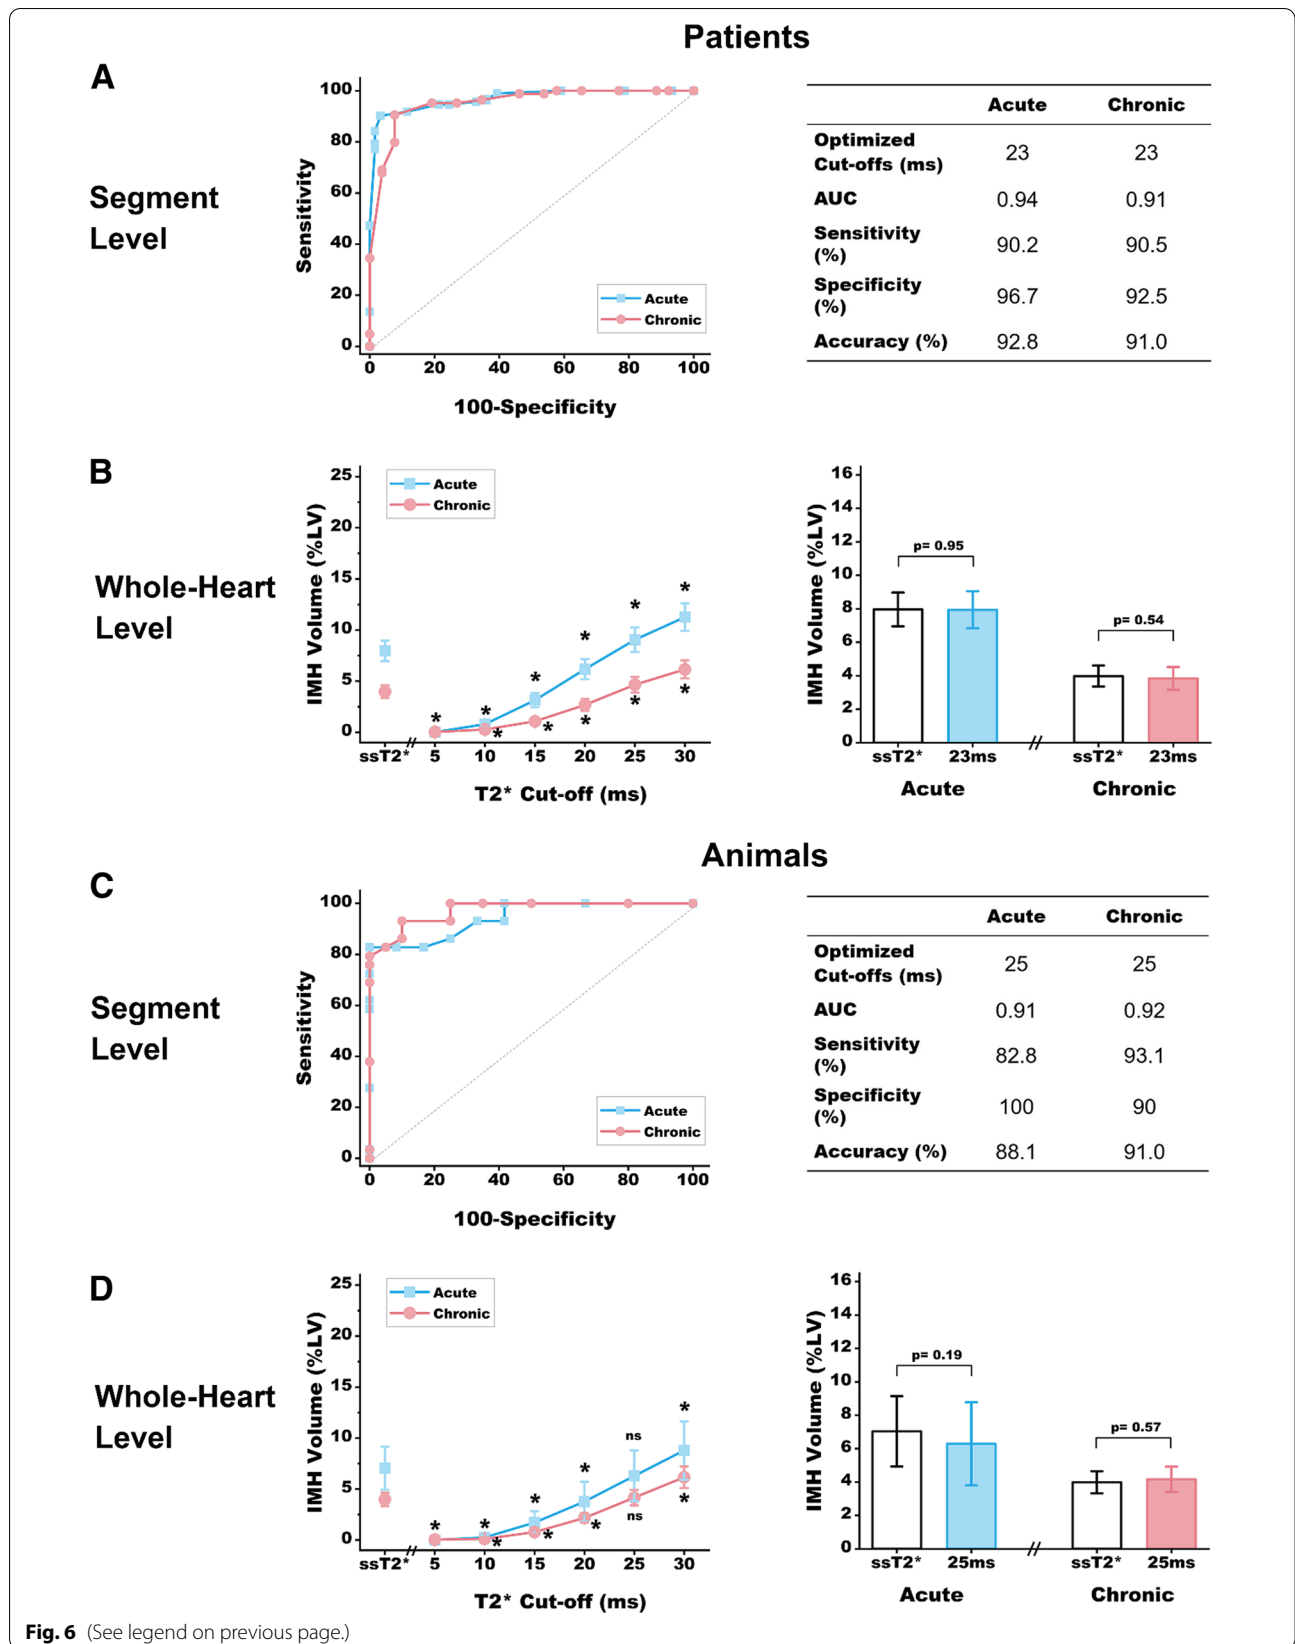 Patients
A
Segment
Level
Sensitivity
100
80
60
40
20
0
Acute
Chronic
0 20 40 60 80 100
100-Specificity
Acute Chronic
Optimized
Cut-offs (ms) 23 23
AUC 0.94 0.91
Sensitivity
(%) 90.2 90.5
Specificity
(%) 96.7 92.5
Accuracy (%) 92.8 91.0
B
Whole-Heart
Level
IMH Volume (%LV)
25
20
15
10
5
0
Acute
Chronic
* * * * * *
* * * * *
ssT2* // 5 10 15 20 25 30
T2* Cut-off (ms)
IMH Volume (%LV)
16
14
12
10
8
6
4
2
0
p= 0.95
p= 0.54
ssT2* 23ms // ssT2* 23ms
Acute Chronic
Animals
C
Segment
Level
Sensitivity
100
80
60
40
20
0
Acute
Chronic
0 20 40 60 80 100
100-Specificity
Acute Chronic
Optimized
Cut-offs (ms) 25 25
AUC 0.91 0.92
Sensitivity
(%) 82.8 93.1
Specificity
(%) 100 90
Accuracy (%) 88.1 91.0
D
Whole-Heart
Level
IMH Volume (%LV)
25
20
15
10
5
0
Acute
Chronic
* * * * ns *
* * * ns *
ssT2* // 5 10 15 20 25 30
T2* Cut-off (ms)
IMH Volume (%LV)
16
14
12
10
8
6
4
2
0
p= 0.19
p= 0.57
ssT2* 25ms // ssT2* 25ms
Acute Chronic
Fig. 6 (See legend on previous page.)